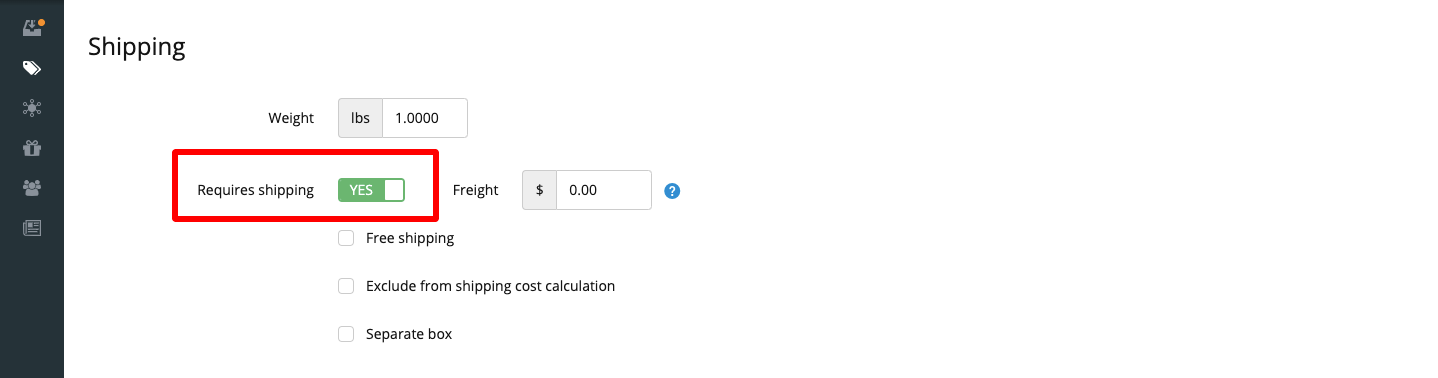 Shipping
Weight lbs 1.0000
Requires shipping YES Freight $ 0.00 ?
Free shipping
Exclude from shipping cost calculation
Separate box